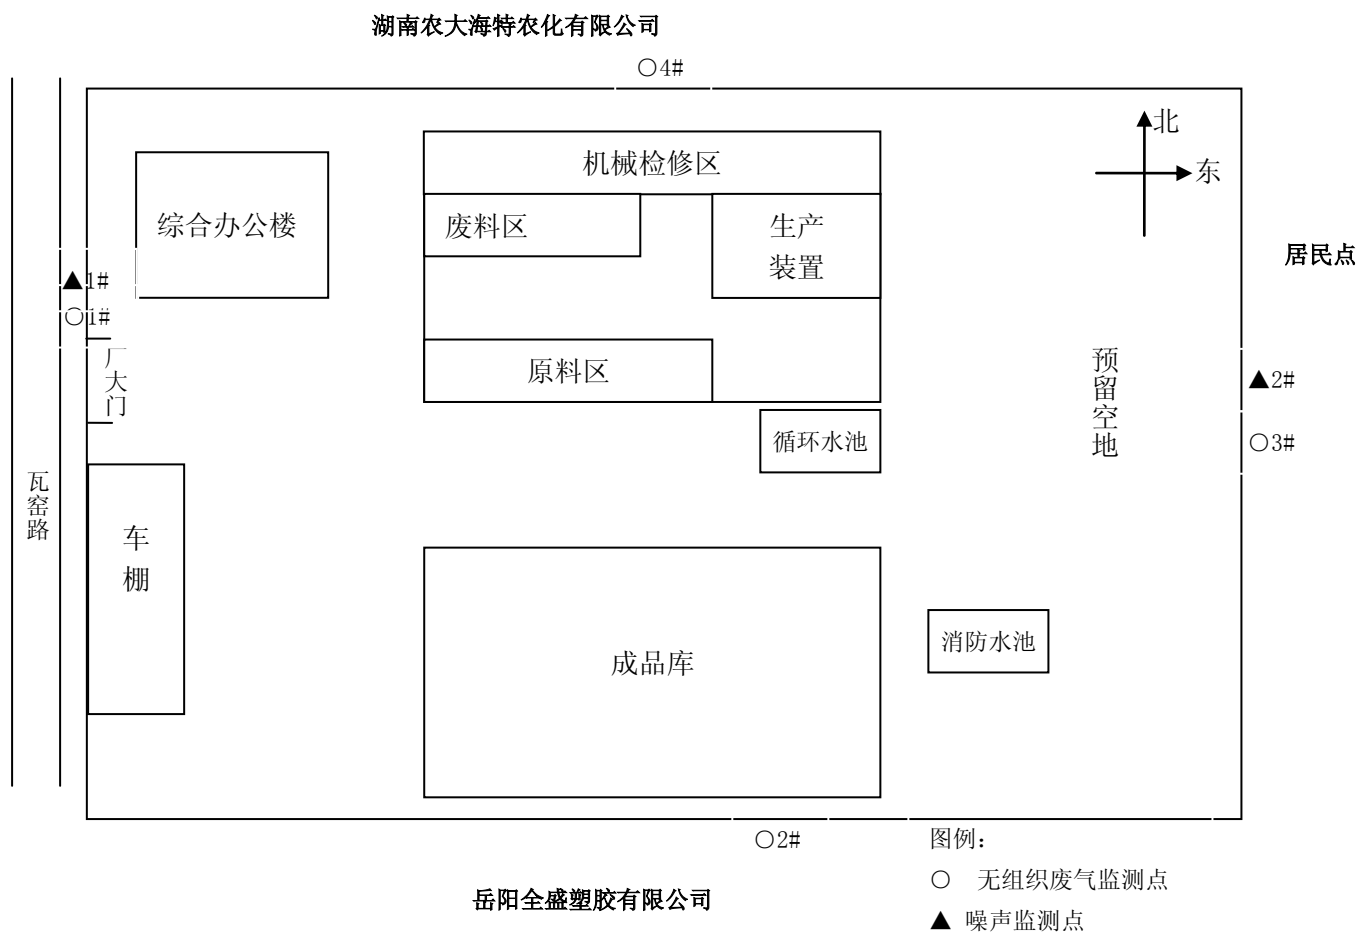 湖南农大海特农化有限公司
○4#
北
东
机械检修区
综合办公楼
废料区
生产
装置
居民点
▲1#
○1#
厂大门
原料区
预留空地
▲2#
○3#
循环水池
瓦窑路
车棚
成品库
消防水池
○2#
图例：
○ 无组织废气监测点
▲ 噪声监测点
岳阳全盛塑胶有限公司